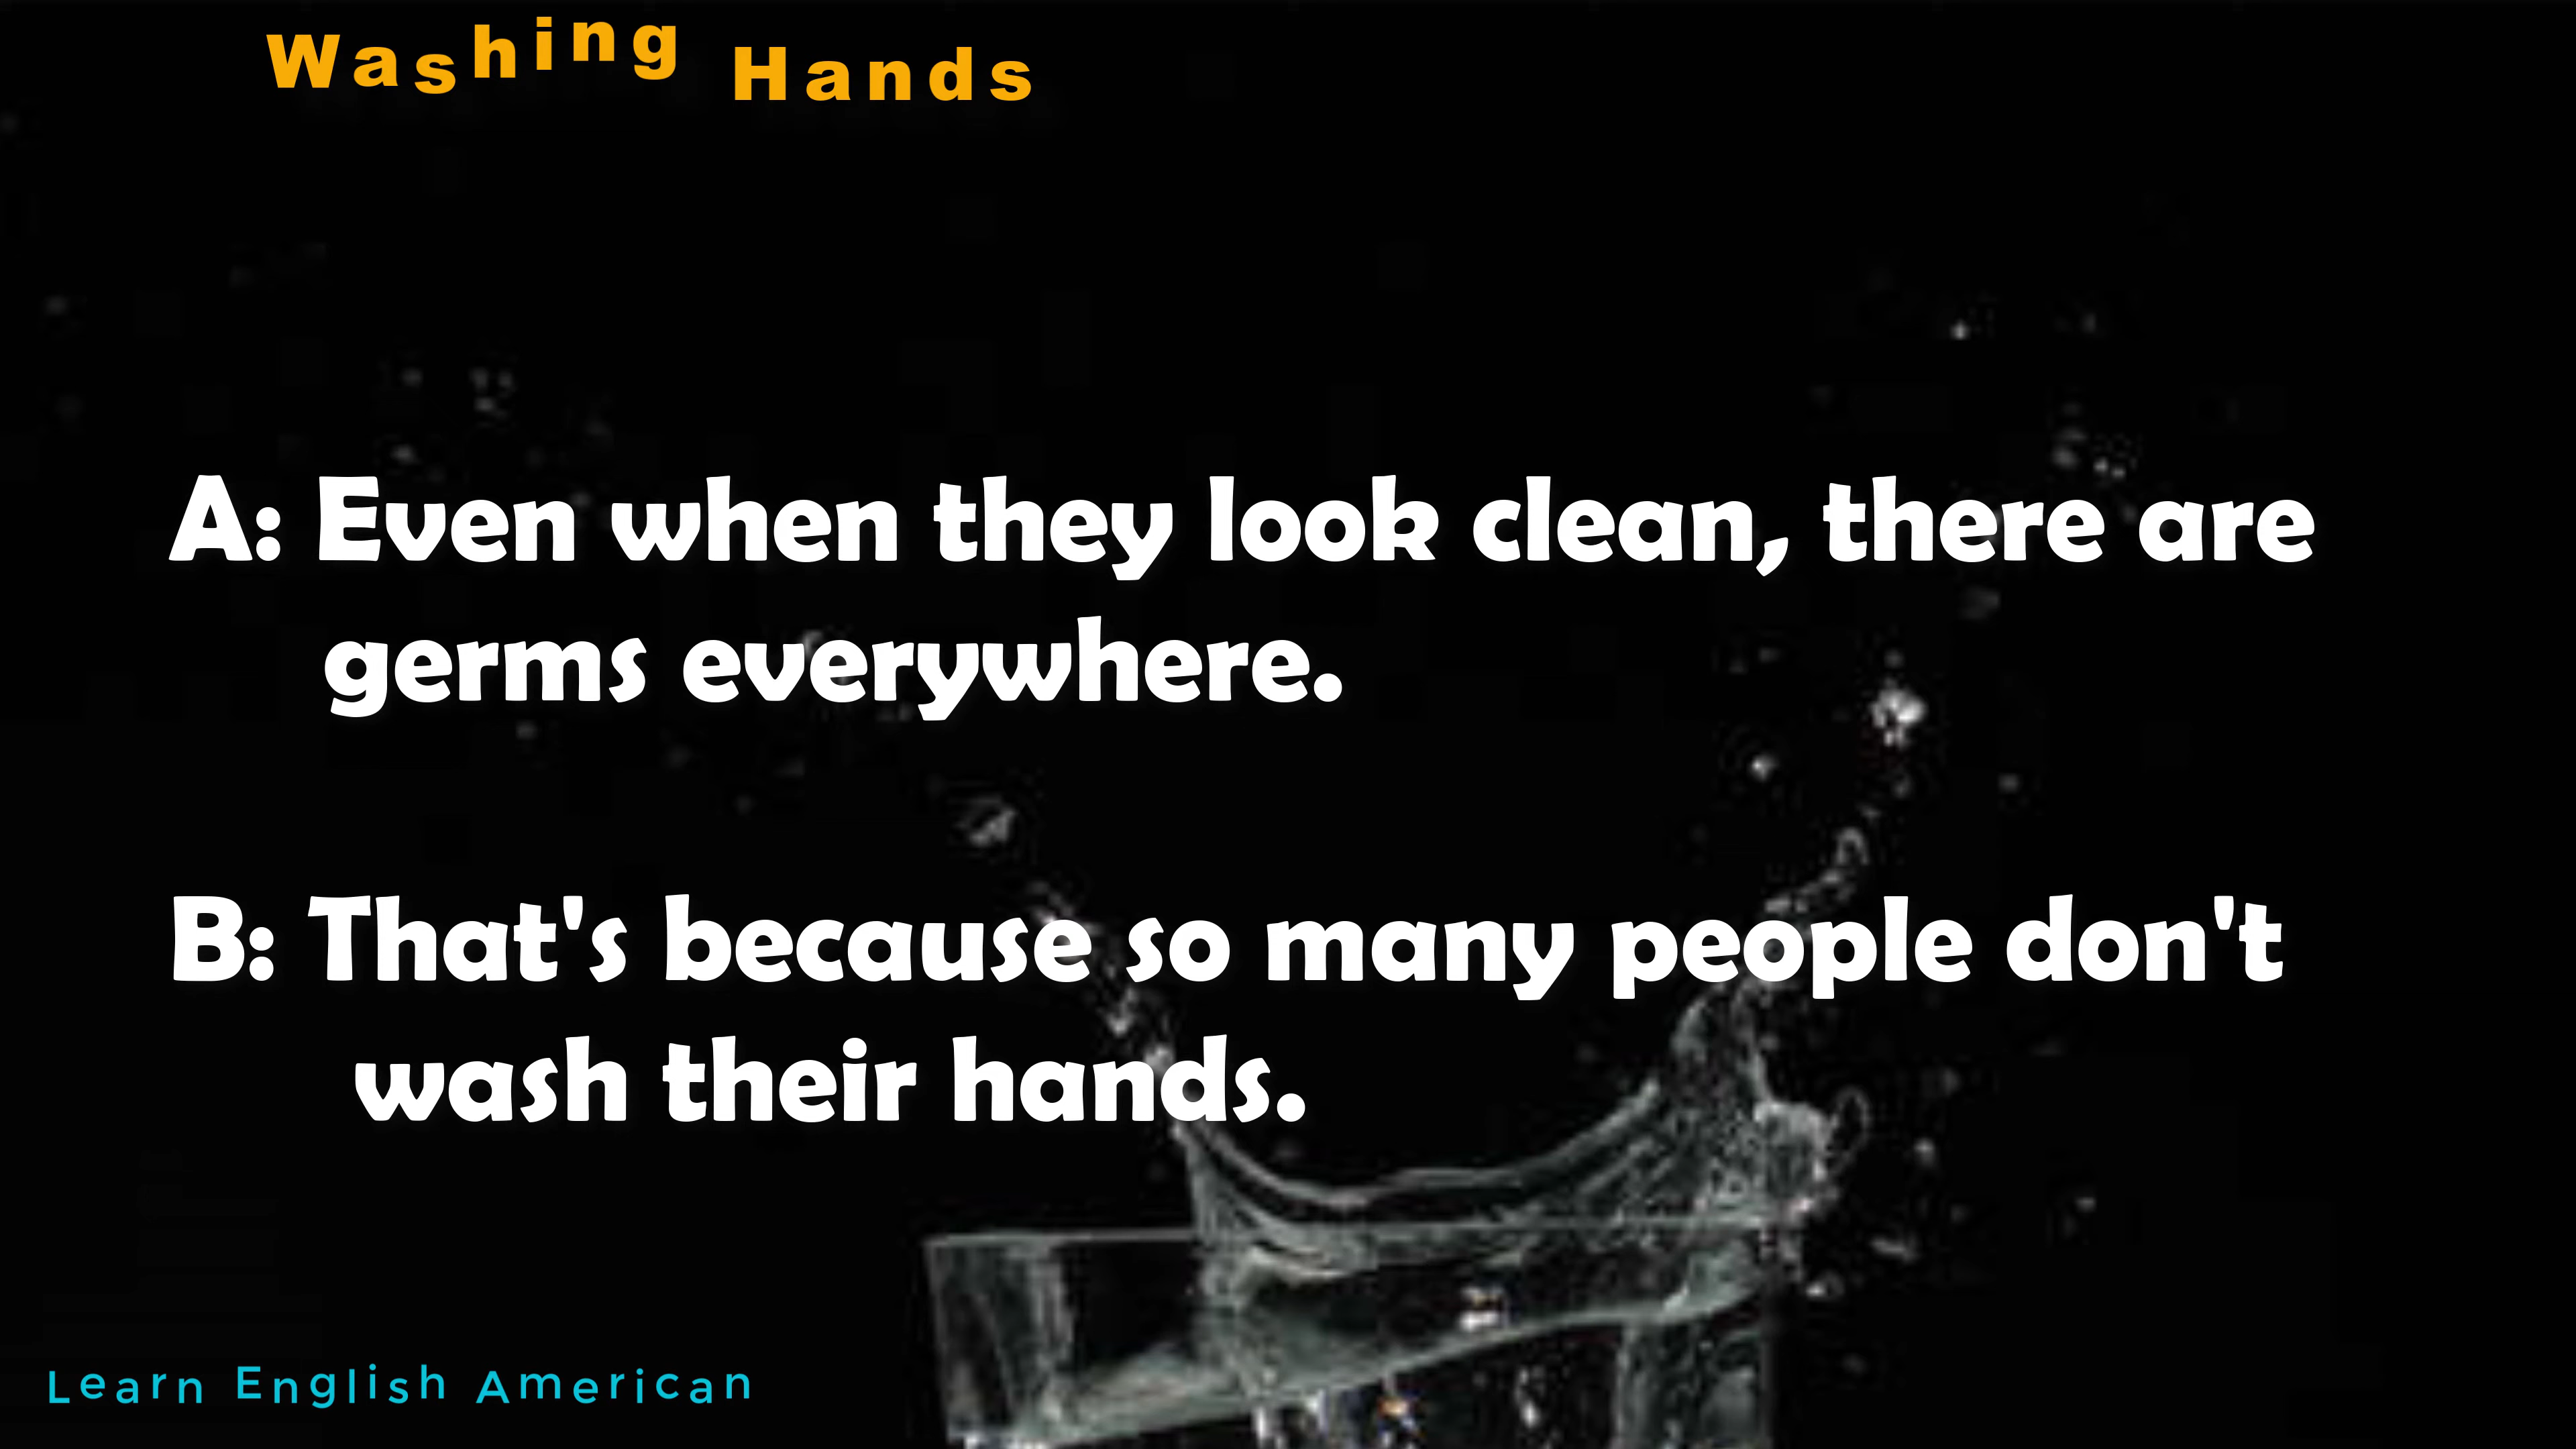 Washing Hands
A: Even when they look clean, there are
germs everywhere.
B: That's because so many people don't
wash their hands.
Learn English American